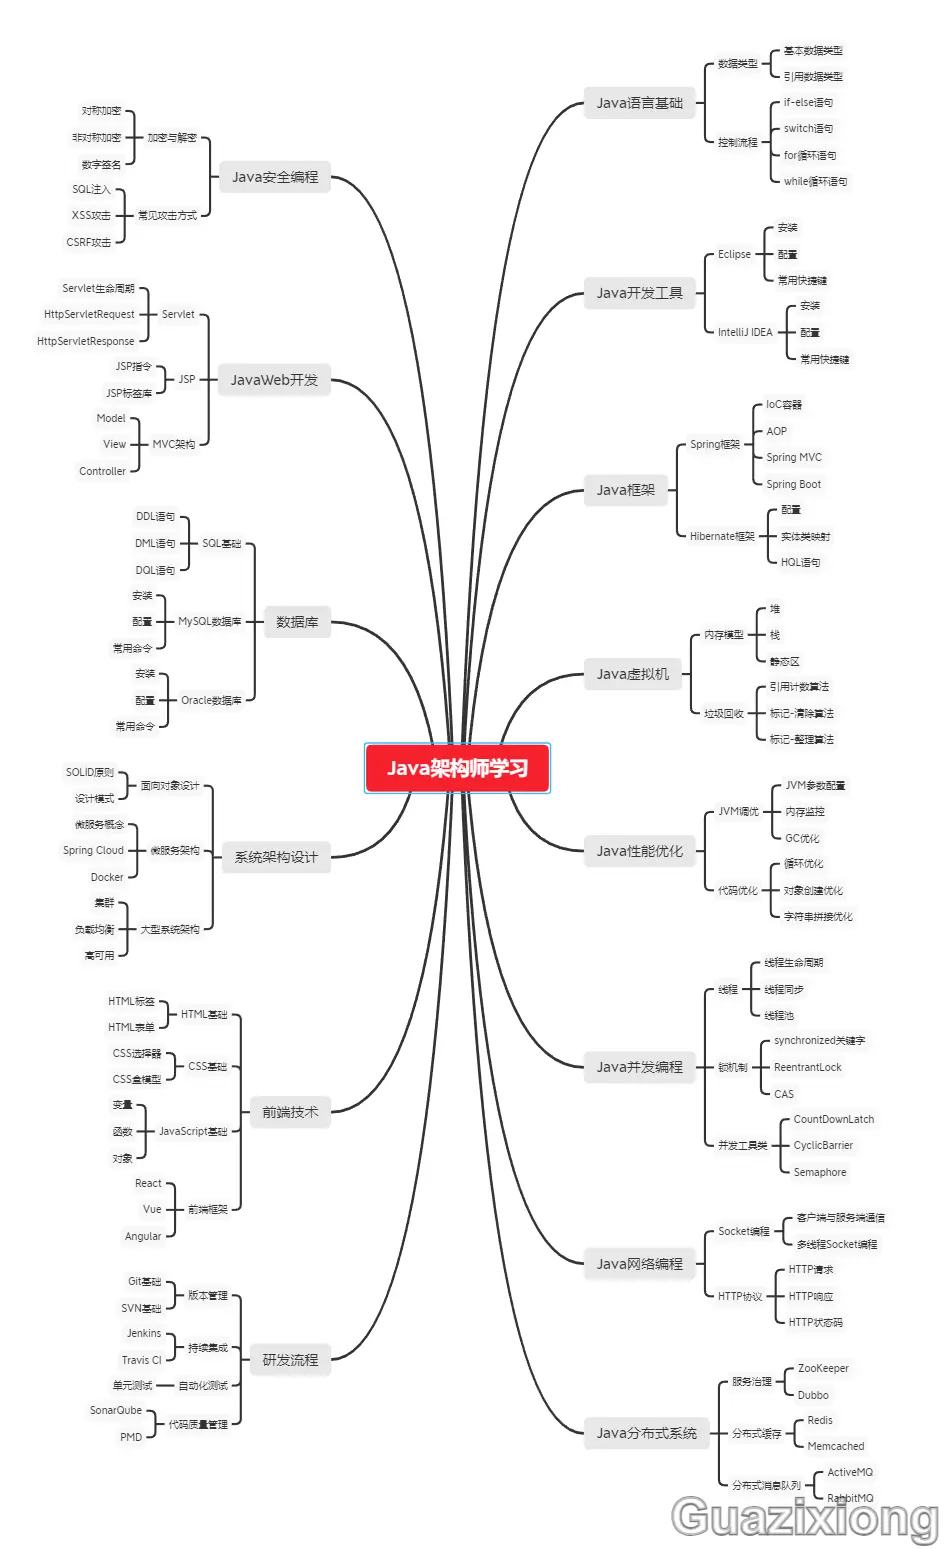 Java架构师学习
Java语言基础
数据类型
基本数据类型
引用数据类型
控制流程
if-else语句
switch语句
for循环语句
while循环语句
Java开发工具
Eclipse
安装
配置
常用快捷键
IntelliJ IDEA
安装
配置
常用快捷键
Java框架
Spring框架
IoC容器
AOP
Spring MVC
Spring Boot
Hibernate框架
配置
实体类映射
HQL语句
Java虚拟机
内存模型
堆
栈
静态区
垃圾回收
引用计数算法
标记-清除算法
标记-整理算法
Java性能优化
JVM调优
JVM参数配置
内存监控
GC优化
代码优化
循环优化
对象创建优化
字符串拼接优化
Java并发编程
线程
线程生命周期
线程同步
线程池
锁机制
synchronized关键字
ReentrantLock
CAS
并发工具类
CountDownLatch
CyclicBarrier
Semaphore
Java网络编程
Socket编程
客户端与服务端通信
多线程Socket编程
HTTP协议
HTTP请求
HTTP响应
HTTP状态码
Java分布式系统
服务治理
ZooKeeper
Dubbo
分布式缓存
Redis
Memcached
分布式消息队列
ActiveMQ
RabbitMQ
Java安全编程
加密与解密
对称加密
非对称加密
数字签名
常见攻击方式
SQL注入
XSS攻击
CSRF攻击
JavaWeb开发
Servlet
Servlet生命周期
HttpServletRequest
HttpServletResponse
JSP
JSP指令
JSP标签库
MVC架构
Model
View
Controller
数据库
SQL基础
DDL语句
DML语句
DQL语句
MySQL数据库
安装
配置
常用命令
Oracle数据库
安装
配置
常用命令
系统架构设计
面向对象设计
SOLID原则
设计模式
微服务架构
微服务概念
Spring Cloud
Docker
大型系统架构
集群
负载均衡
高可用
前端技术
HTML基础
HTML标签
HTML表单
CSS基础
CSS选择器
CSS盒模型
JavaScript基础
变量
函数
对象
前端框架
React
Vue
Angular
研发流程
版本管理
Git基础
SVN基础
持续集成
Jenkins
Travis CI
自动化测试
单元测试
代码质量管理
SonarQube
PMD
Guazixiong